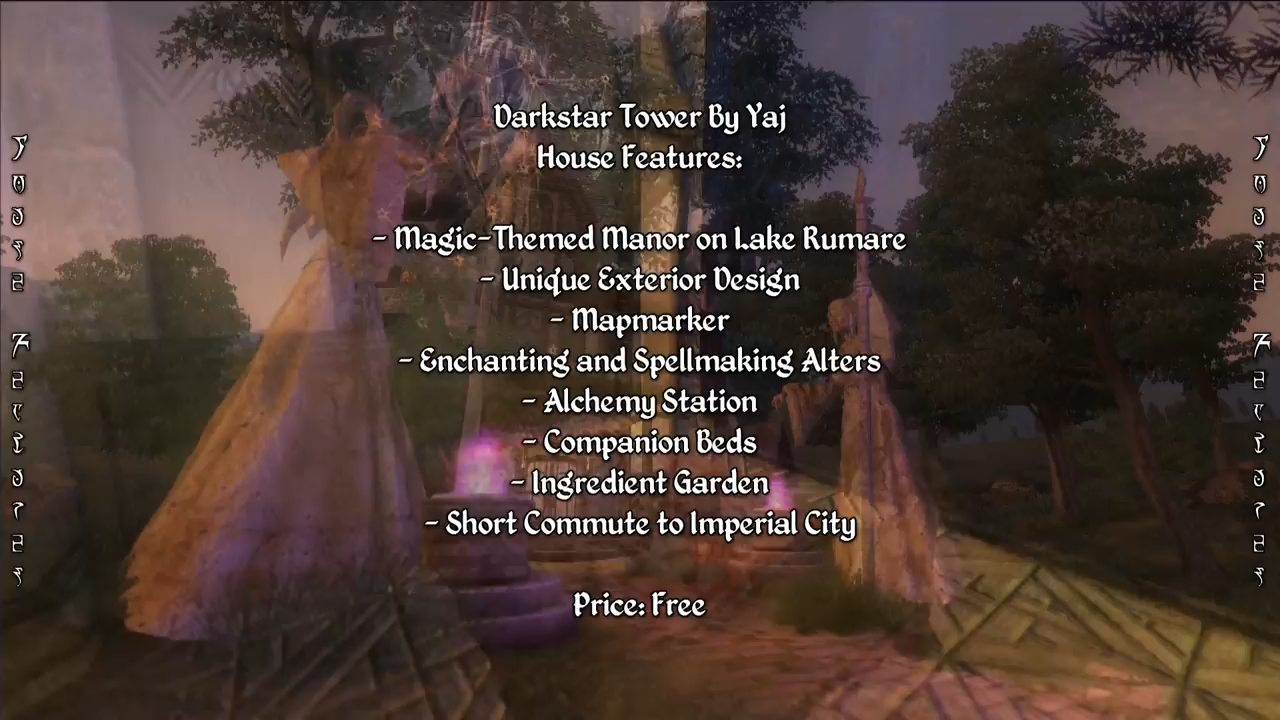 Darkstar Tower By Yaj
House Features:
- Magic-Themed Manor on Lake Rumare
- Unique Exterior Design
- Mapmarker
- Enchanting and Spellmaking Alters
- Alchemy Station
- Companion Beds
- Ingredient Garden
- Short Commute to Imperial City
Price: Free